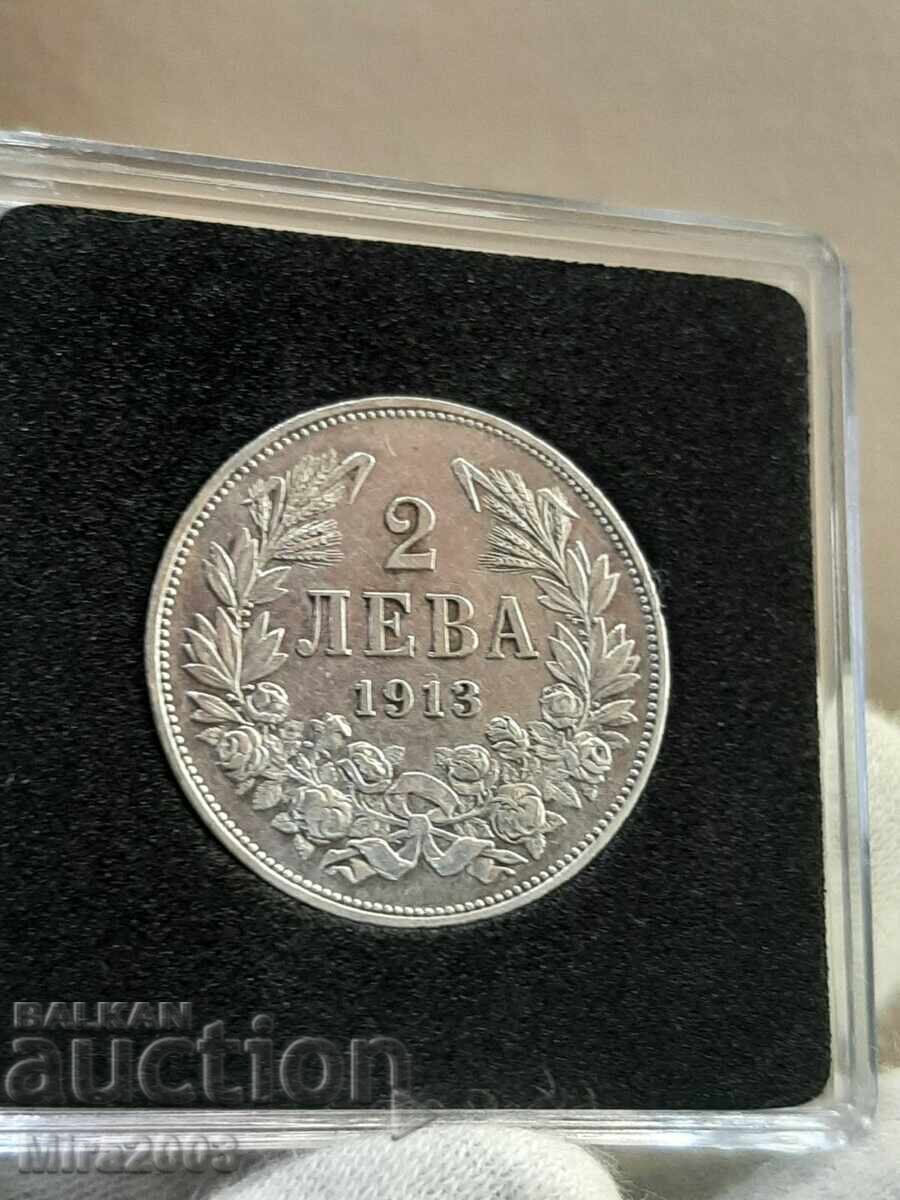 2
ЛЕВА
1913
BALKAN
auction
Mira2003